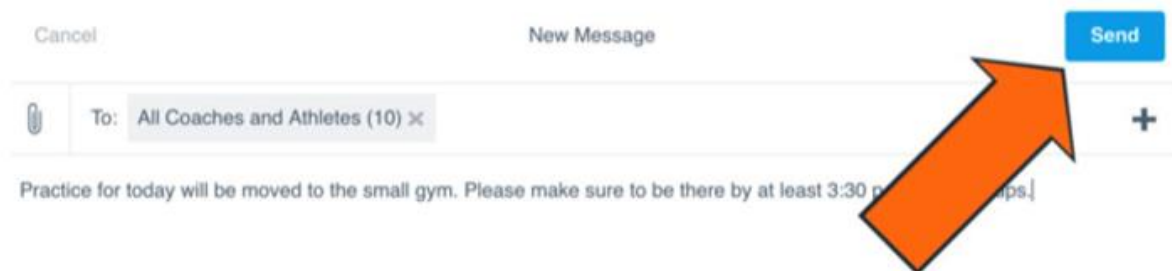 Cancel New Message Send
To: All Coaches and Athletes (10) ×
Practice for today will be moved to the small gym. Please make sure to be there by at least 3:30